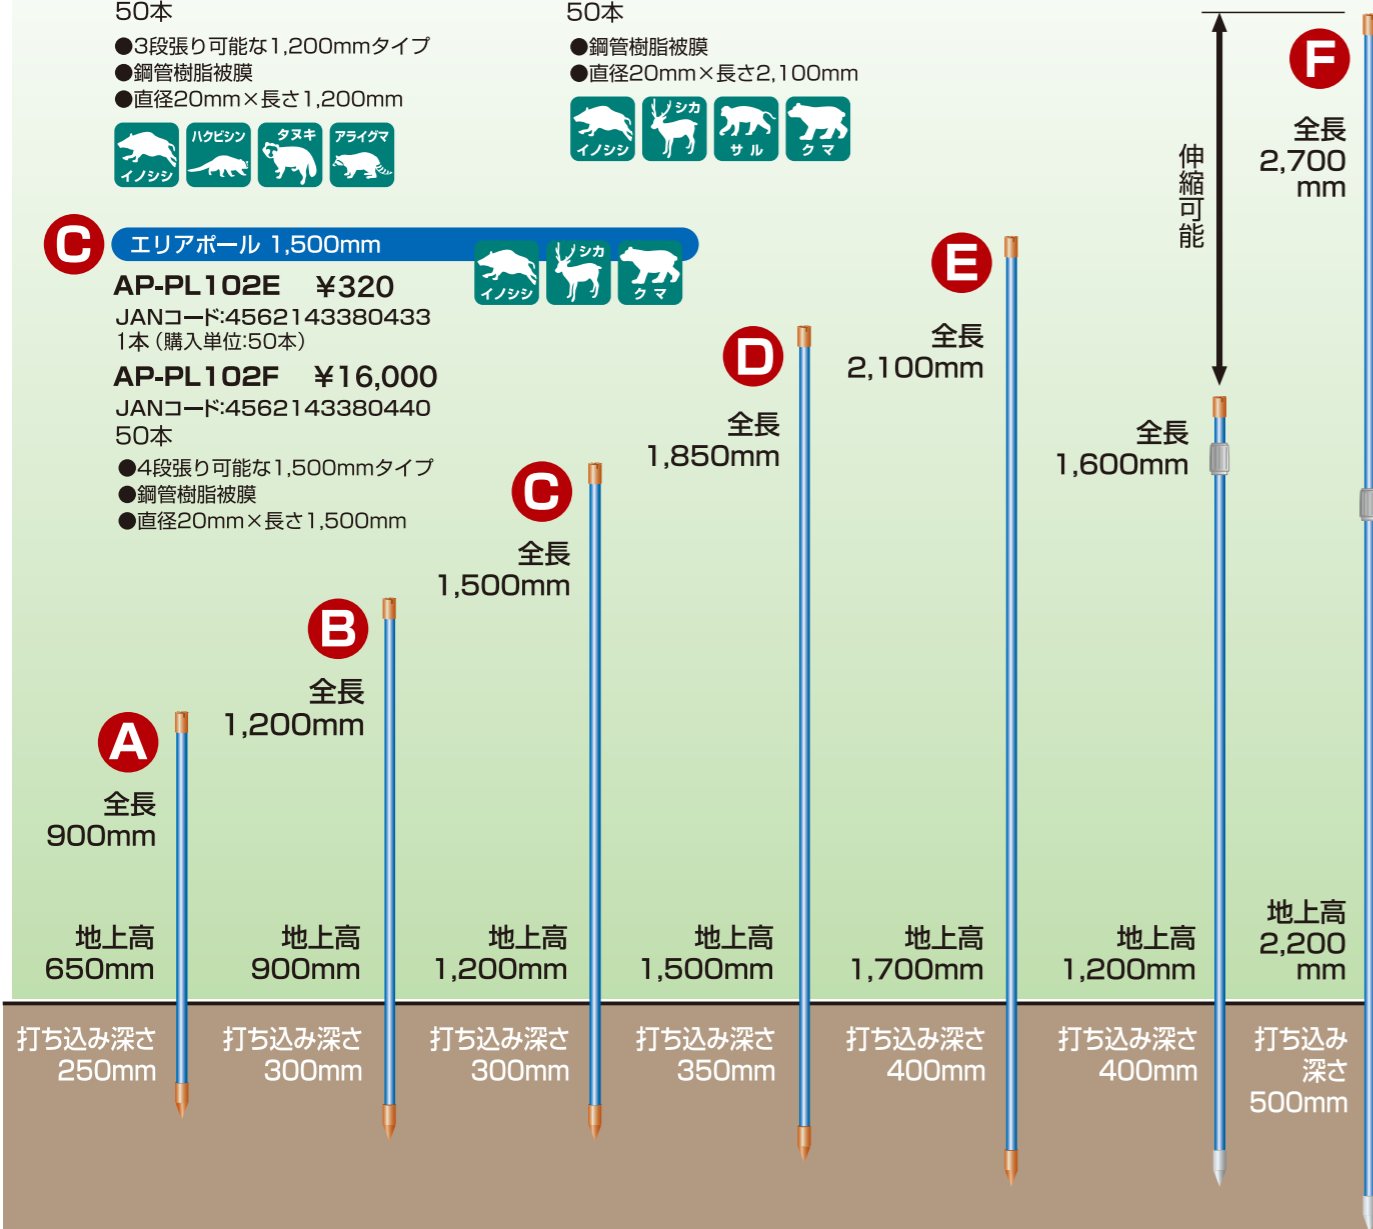 50本
●3段張り可能な1,200mmタイプ
●鋼管樹脂被膜
●直径20mm×長さ1,200mm
イノシシ
ハクビシン
タヌキ
アライグマ
50本
●鋼管樹脂被膜
●直径20mm×長さ2,100mm
イノシシ
シカ
サル
クマ
C
エリアポール 1,500mm
イノシシ
シカ
クマ
AP-PL102E ¥320
JANコード:4562143380433
1本(購入単位:50本)
AP-PL102F ¥16,000
JANコード:4562143380440
50本
●4段張り可能な1,500mmタイプ
●鋼管樹脂被膜
●直径20mm×長さ1,500mm
A
全長
900mm
地上高
650mm
打ち込み深さ
250mm
B
全長
1,200mm
地上高
900mm
打ち込み深さ
300mm
C
全長
1,500mm
地上高
1,200mm
打ち込み深さ
300mm
D
全長
1,850mm
地上高
1,500mm
打ち込み深さ
350mm
E
全長
2,100mm
地上高
1,700mm
打ち込み深さ
400mm
伸縮可能
全長
1,600mm
地上高
1,200mm
打ち込み深さ
400mm
F
全長
2,700
mm
地上高
2,200
mm
打ち込み
深さ
500mm